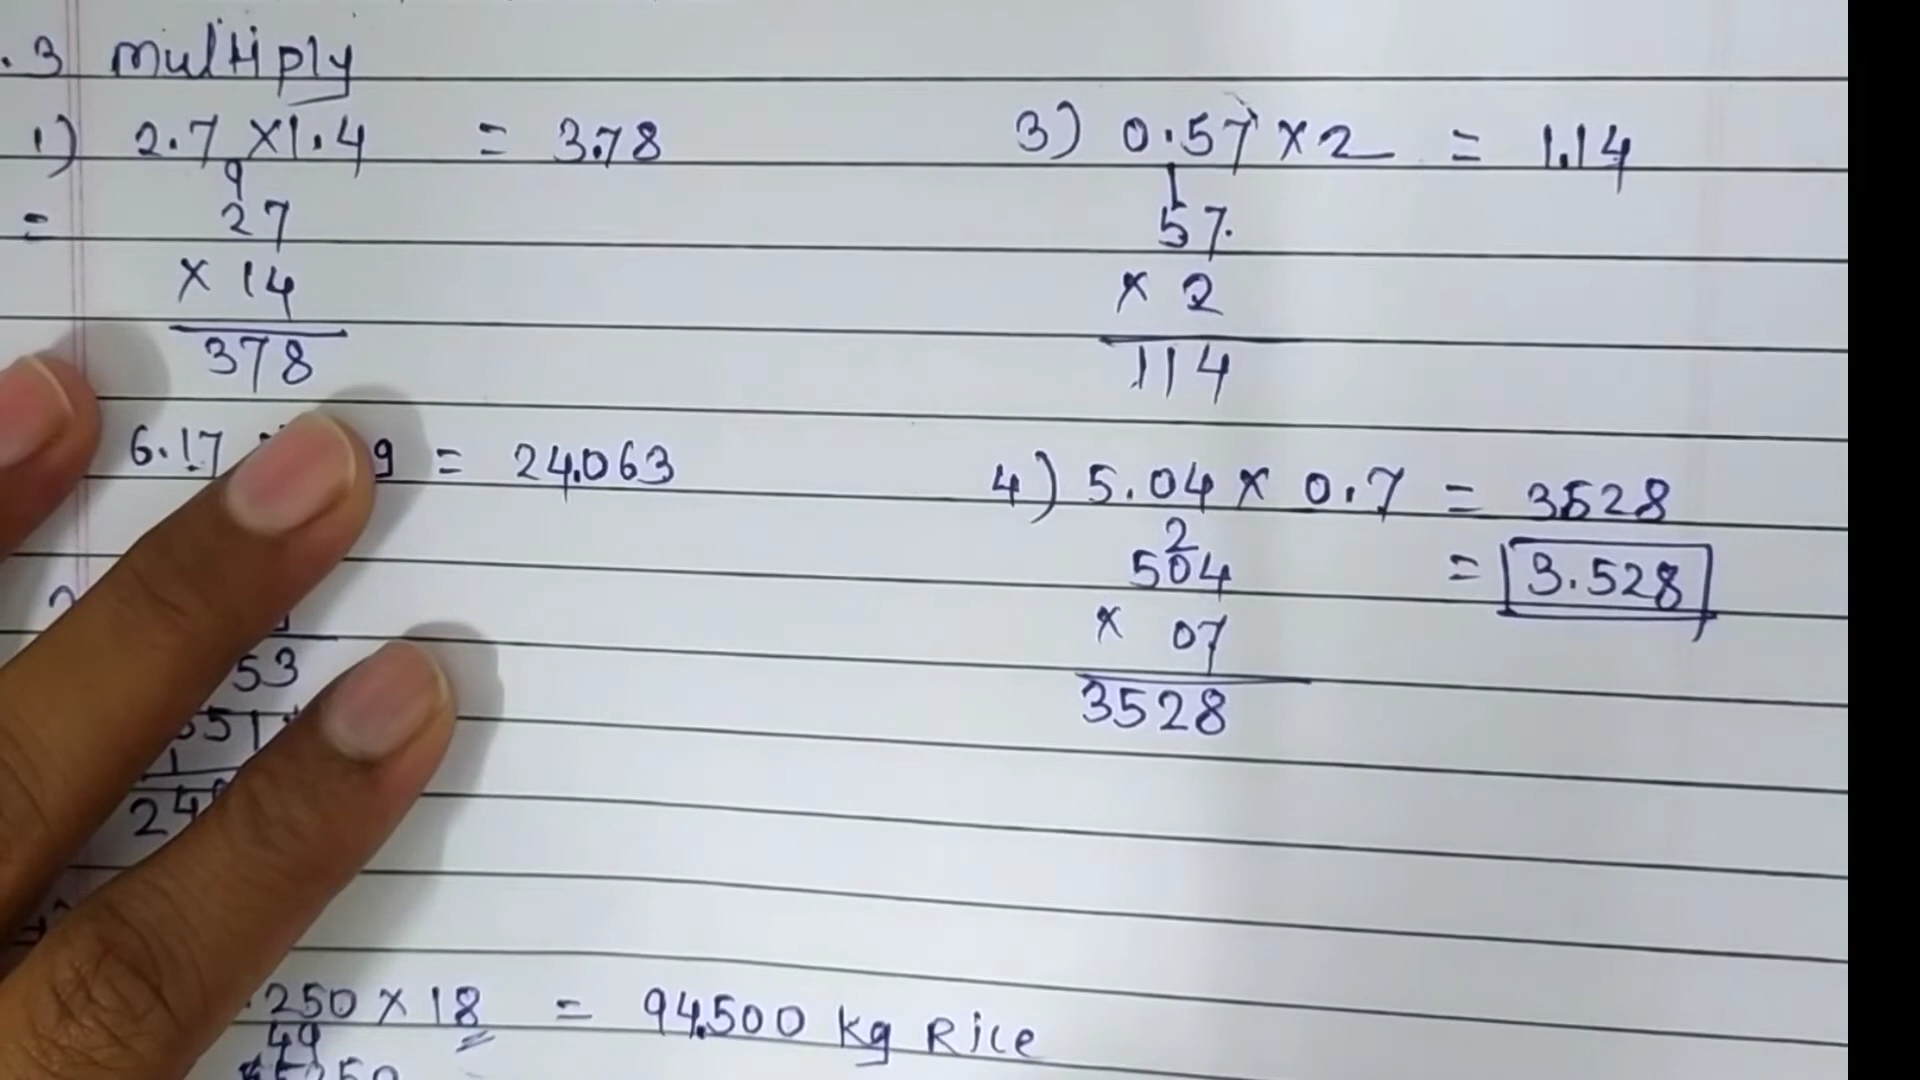 .3 Multiply
1) 2.7 × 1.4 = 3.78
= 27
× 14
378
6.17 9 = 24.063
53
351
24
3) 0.57 × 2 = 1.14
1
57.
× 2
114
4) 5.04 × 0.7 = 3528
2
504
× 07
3528
= 3.528
.250 × 18 = 94.500 kg Rice
49